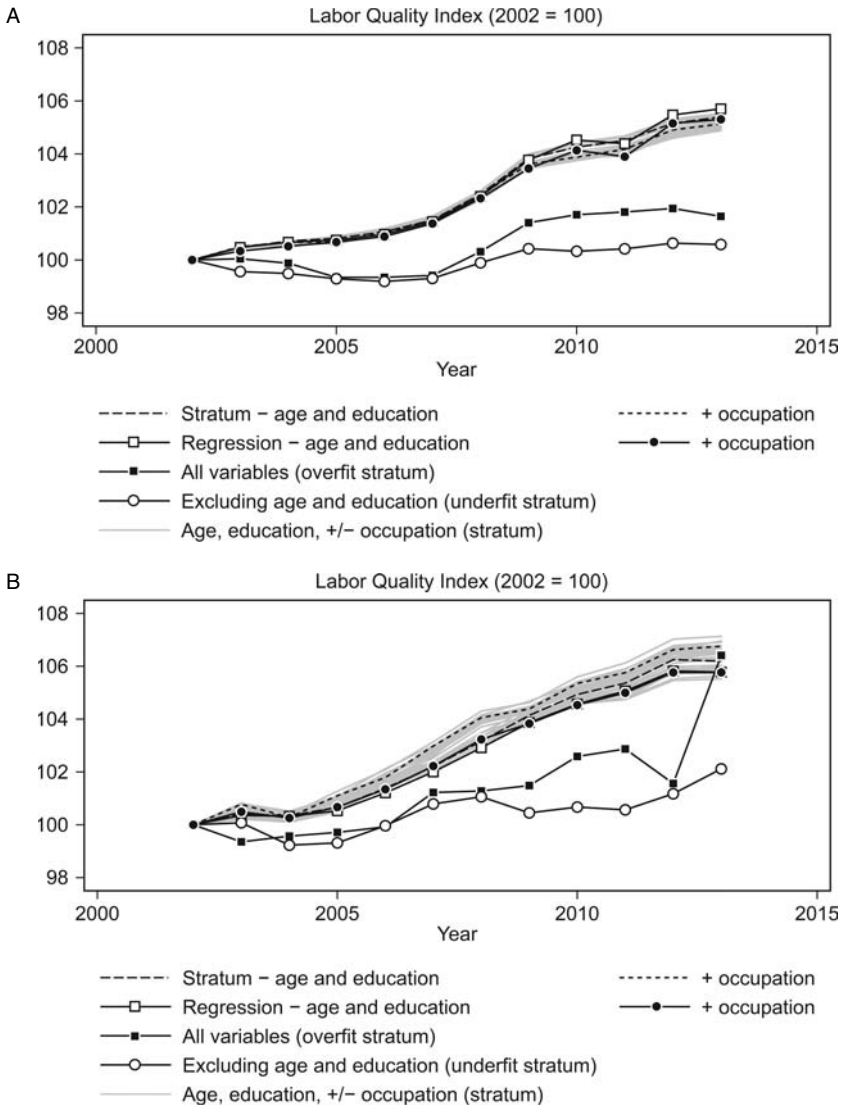 A
Labor Quality Index (2002 = 100)
108
106
104
102
100
98
2000 2005 2010 2015
Year
Stratum – age and education + occupation
Regression – age and education + occupation
All variables (overfit stratum)
Excluding age and education (underfit stratum)
Age, education, +/– occupation (stratum)
B
Labor Quality Index (2002 = 100)
108
106
104
102
100
98
2000 2005 2010 2015
Year
Stratum – age and education + occupation
Regression – age and education + occupation
All variables (overfit stratum)
Excluding age and education (underfit stratum)
Age, education, +/– occupation (stratum)